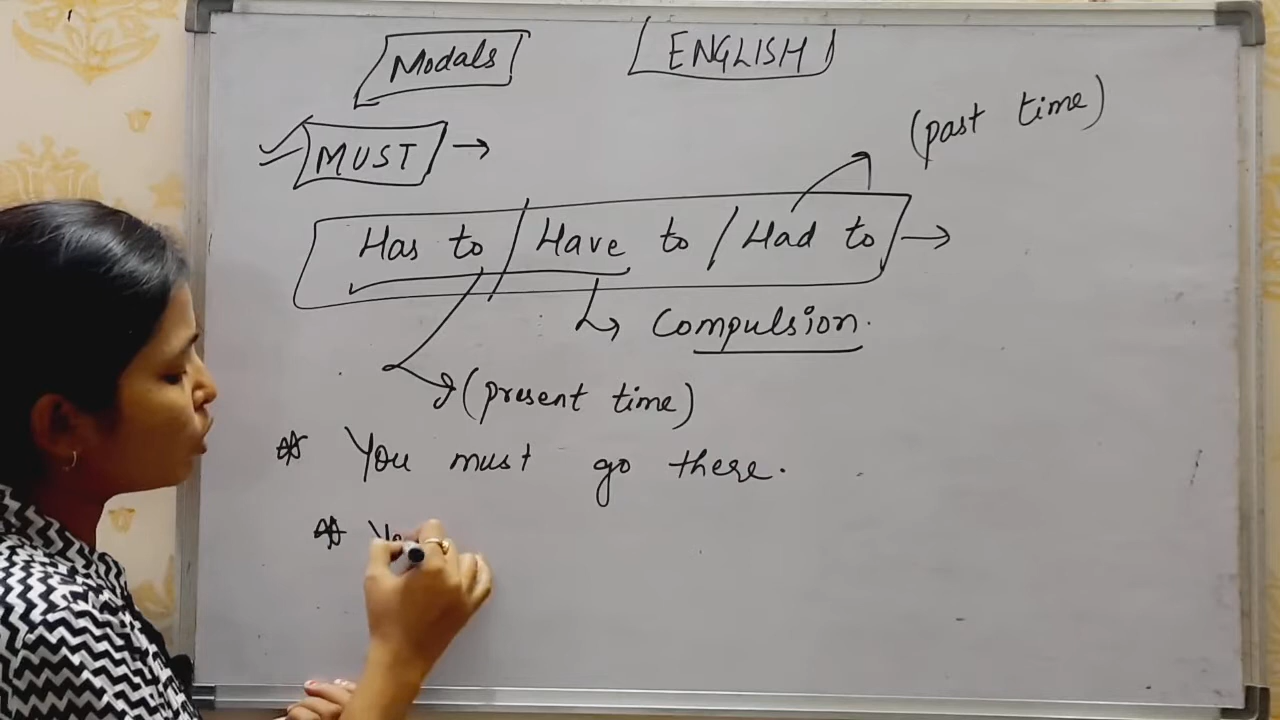 Modals ENGLISH
(past time)
MUST →
Has to / Have to / Had to →
Compulsion.
(present time)
You must go there.